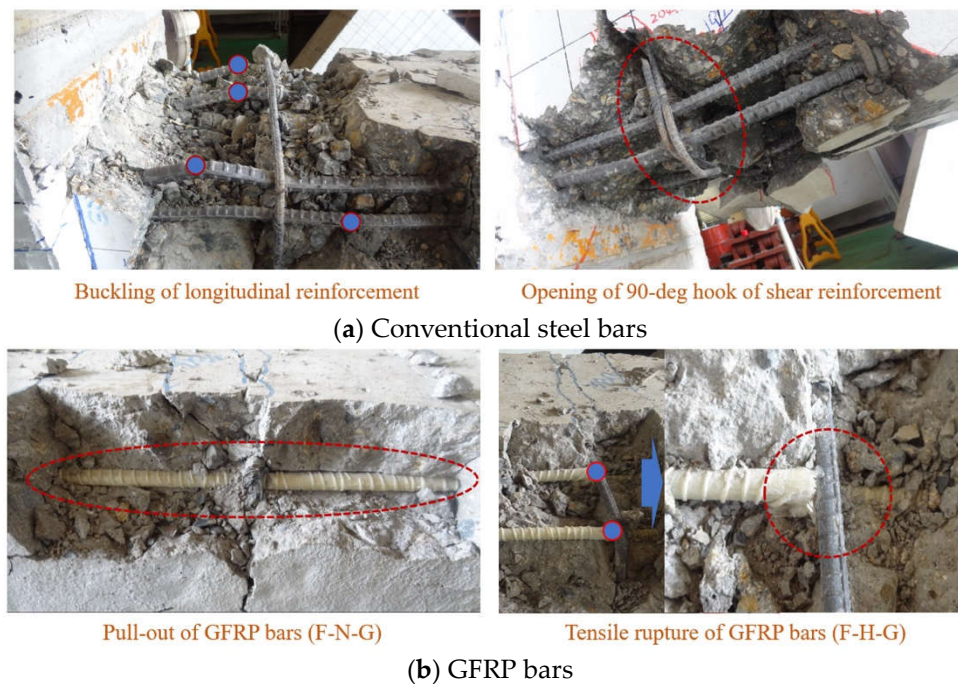 Buckling of longitudinal reinforcement
Opening of 90-deg hook of shear reinforcement
(a) Conventional steel bars
Pull-out of GFRP bars (F-N-G)
Tensile rupture of GFRP bars (F-H-G)
(b) GFRP bars